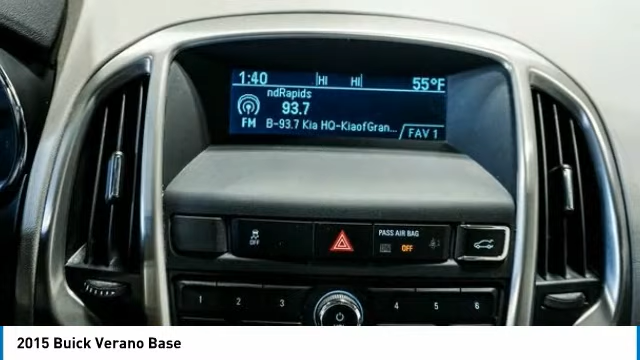 1:40 HI HI 55°F
ndRapids
93.7
FM B-93.7 Kia HQ-KiaofGran... FAV 1
OFF PASS AIR BAG OFF
1 2 3 4 5 6
2015 Buick Verano Base